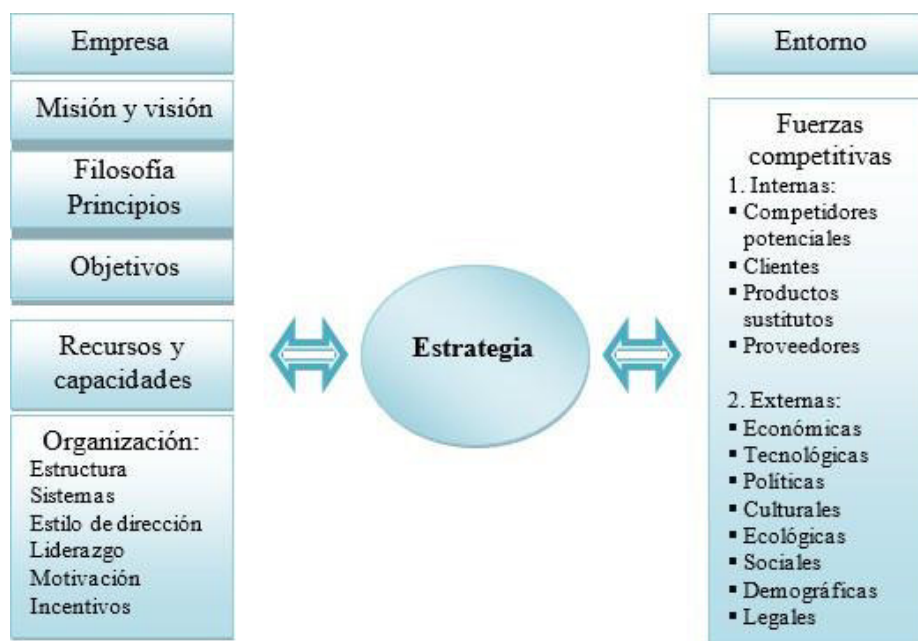 Empresa
Misión y visión
Filosofía
Principios
Objetivos
Recursos y
capacidades
Organización:
Estructura
Sistemas
Estilo de dirección
Liderazgo
Motivación
Incentivos
Estrategia
Entorno
Fuerzas
competitivas
1. Internas:
▪ Competidores
potenciales
▪ Clientes
▪ Productos
sustitutos
▪ Proveedores
2. Externas:
▪ Económicas
▪ Tecnológicas
▪ Políticas
▪ Culturales
▪ Ecológicas
▪ Sociales
▪ Demográficas
▪ Legales